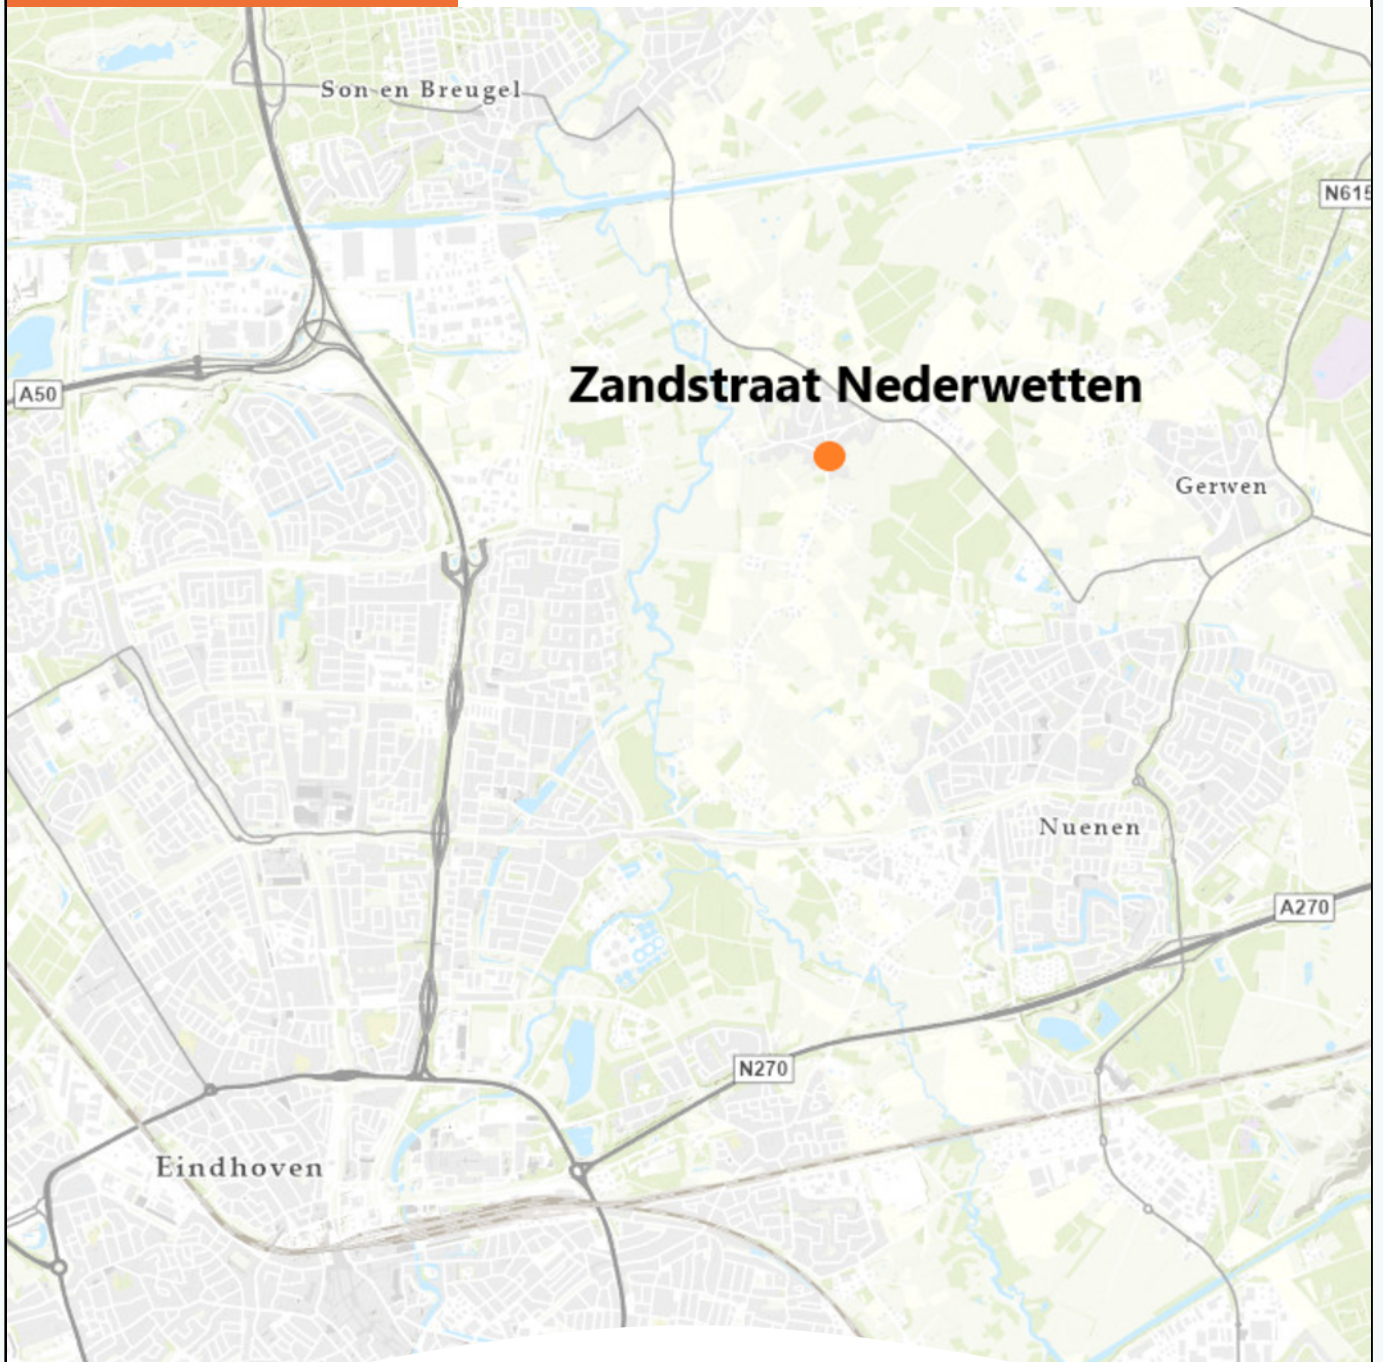 Son en Breugel
N615
Zandstraat Nederwetten
A50
Gerwen
Nuenen
A270
N270
Eindhoven